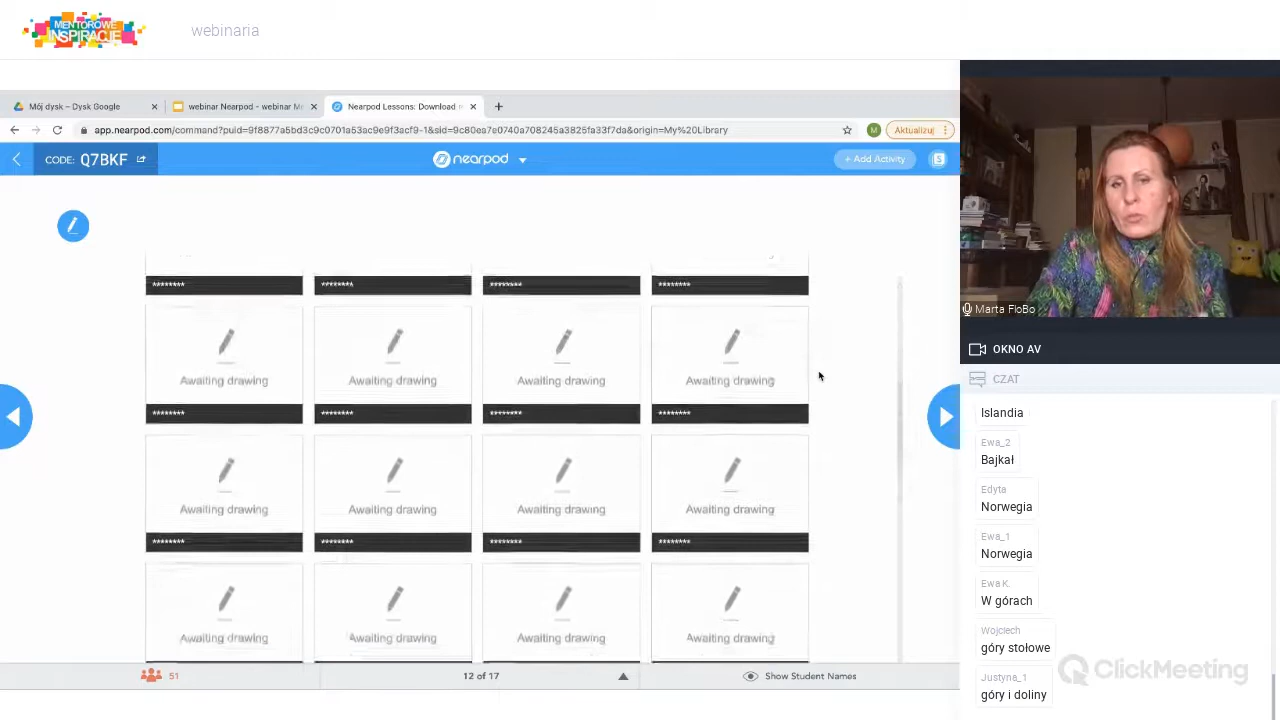 MENTOROWE
INSPIRACJE
webinaria
Mój dysk – Dysk Google
webinar Nearpod - webinar M
Nearpod Lessons: Download
app.nearpod.com/command?puid=9f8877a5bd3c9c0701a53ac9e9f3acf9-1&sid=9c80ea7e0740a708245a3825fa33f7da&origin=My%20Library
M
Aktualizuj
CODE: Q7BKF
nearpod
+ Add Activity
S
******** ******** ******** ********
Awaiting drawing Awaiting drawing Awaiting drawing Awaiting drawing
******** ******** ******** ********
Awaiting drawing Awaiting drawing Awaiting drawing Awaiting drawing
******** ******** ******** ********
Awaiting drawing Awaiting drawing Awaiting drawing Awaiting drawing
51
12 of 17
Show Student Names
Marta FloBo
OKNO AV
CZAT
Islandia
Ewa_2
Bajkał
Edyta
Norwegia
Ewa_1
Norwegia
Ewa K.
W górach
Wojciech
góry stołowe
Justyna_1
góry i doliny
ClickMeeting